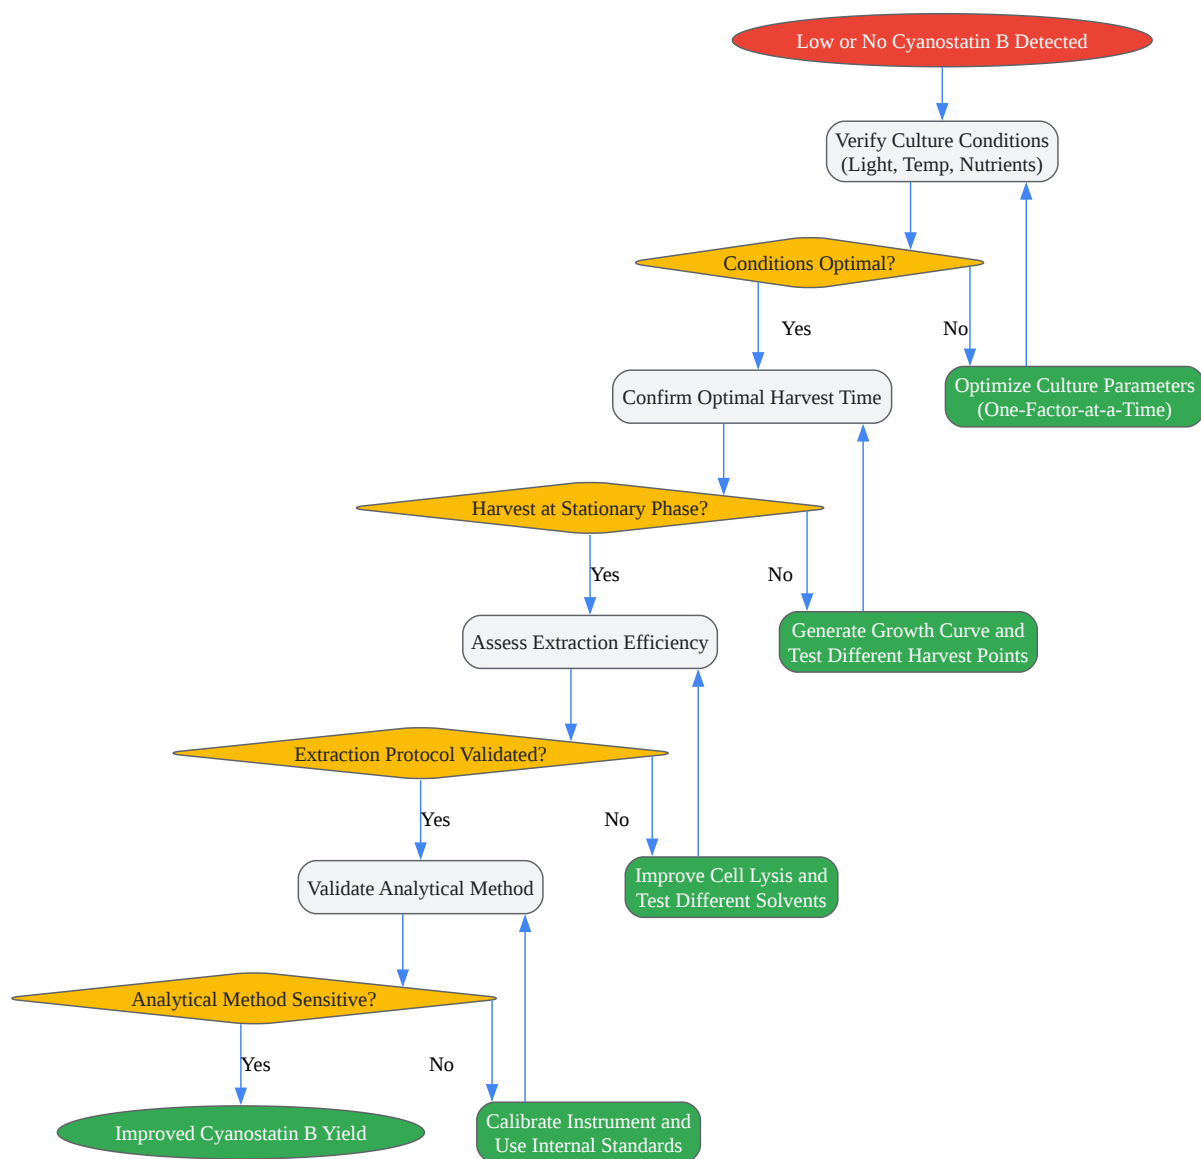 Low or No Cyanostatin B Detected
Verify Culture Conditions
(Light, Temp, Nutrients)
Conditions Optimal?
Yes
No
Confirm Optimal Harvest Time
Optimize Culture Parameters
(One-Factor-at-a-Time)
Harvest at Stationary Phase?
Yes
No
Assess Extraction Efficiency
Generate Growth Curve and
Test Different Harvest Points
Extraction Protocol Validated?
Yes
No
Validate Analytical Method
Improve Cell Lysis and
Test Different Solvents
Analytical Method Sensitive?
Yes
No
Improved Cyanostatin B Yield
Calibrate Instrument and
Use Internal Standards